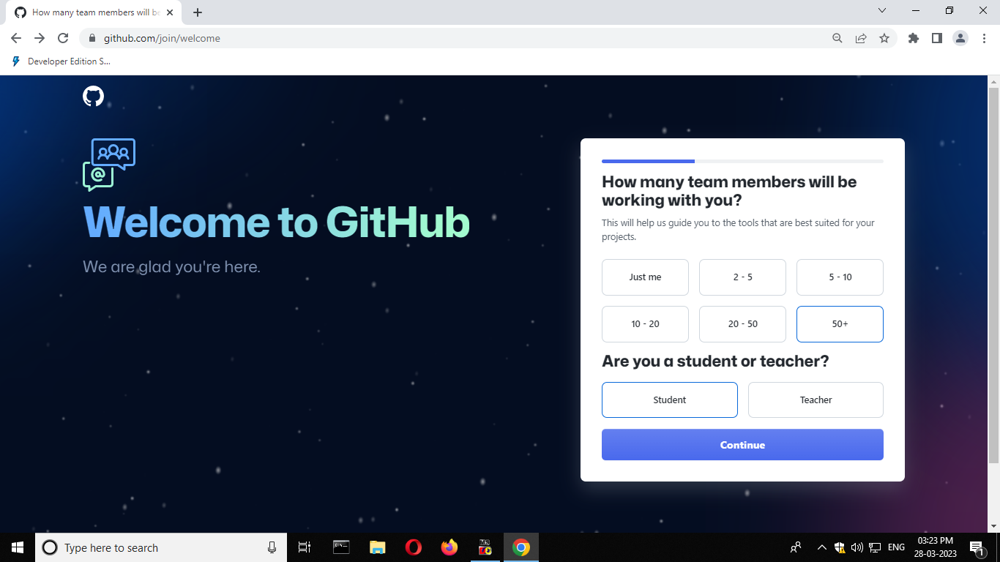 How many team members will be
github.com/join/welcome
Developer Edition S...
@
Welcome to GitHub
We are glad you're here.
How many team members will be
working with you?
This will help us guide you to the tools that are best suited for your
projects.
Just me
2 - 5
5 - 10
10 - 20
20 - 50
50+
Are you a student or teacher?
Student
Teacher
Continue
Type here to search
ENG
03:23 PM
28-03-2023
1